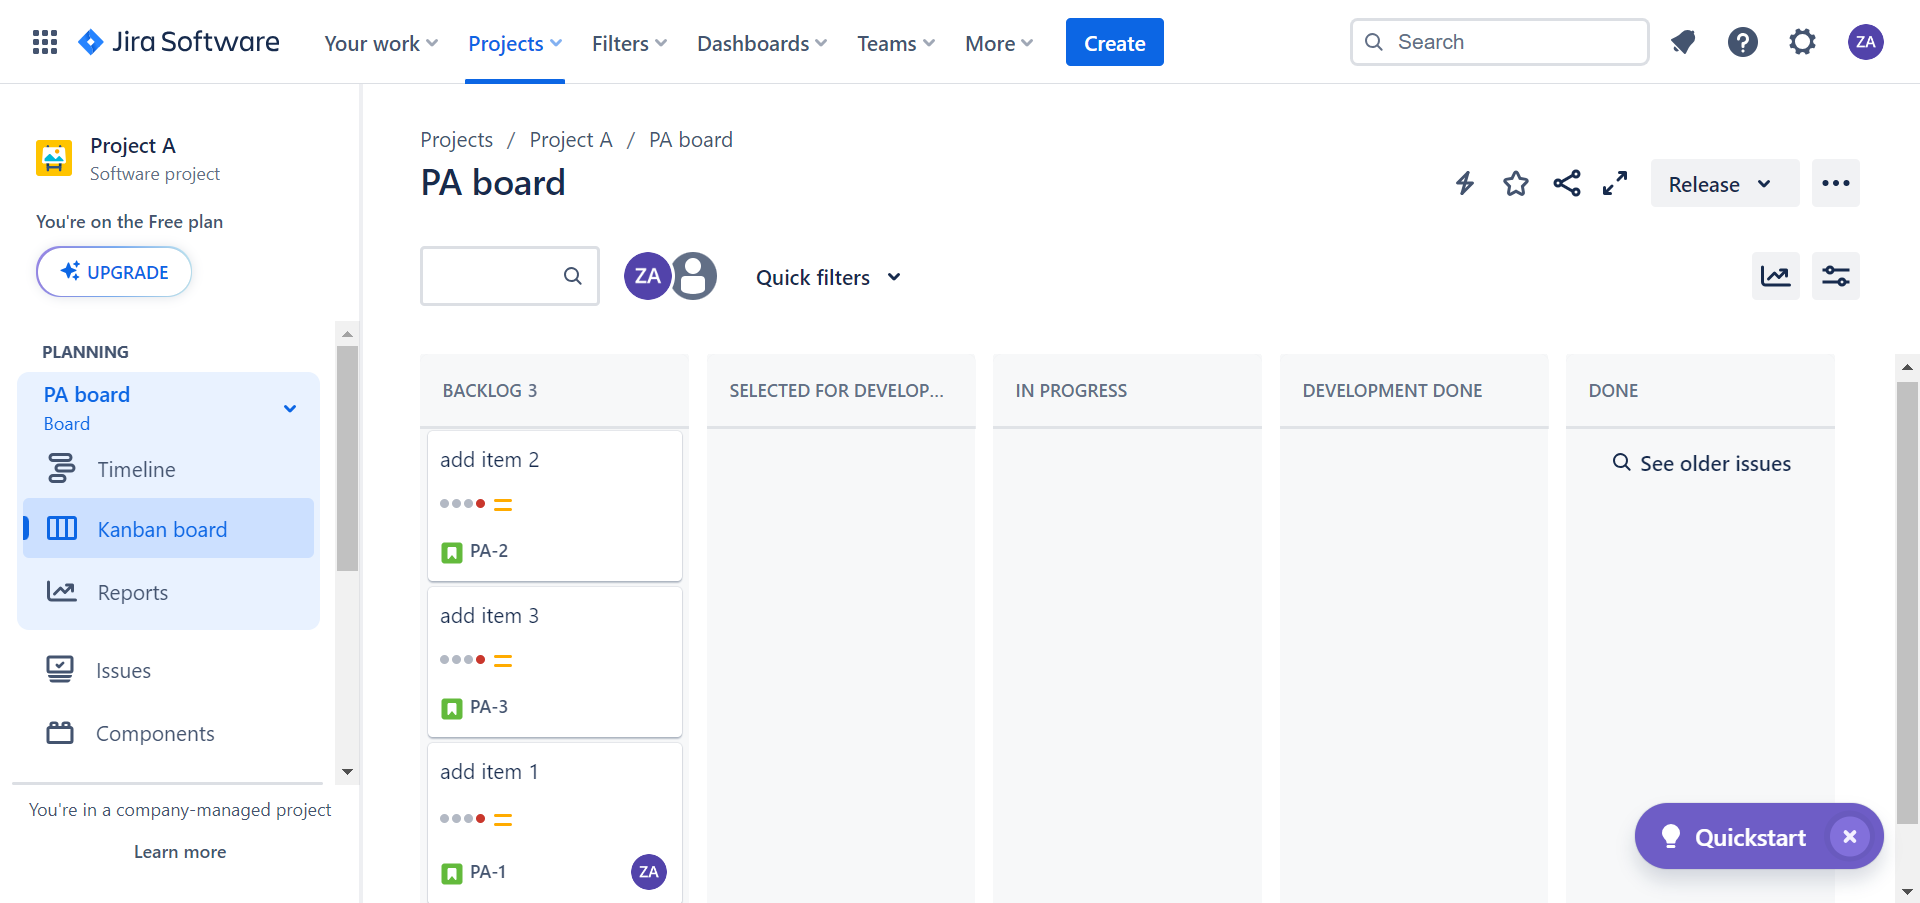 Jira Software
Your work
Projects
Filters
Dashboards
Teams
More
Create
Search
ZA
Project A
Software project
You're on the Free plan
UPGRADE
PLANNING
PA board
Board
Timeline
Kanban board
Reports
Issues
Components
You're in a company-managed project
Learn more
Projects / Project A / PA board
PA board
Release
ZA
Quick filters
BACKLOG 3
SELECTED FOR DEVELOP...
IN PROGRESS
DEVELOPMENT DONE
DONE
add item 2
PA-2
add item 3
PA-3
add item 1
PA-1
ZA
See older issues
Quickstart